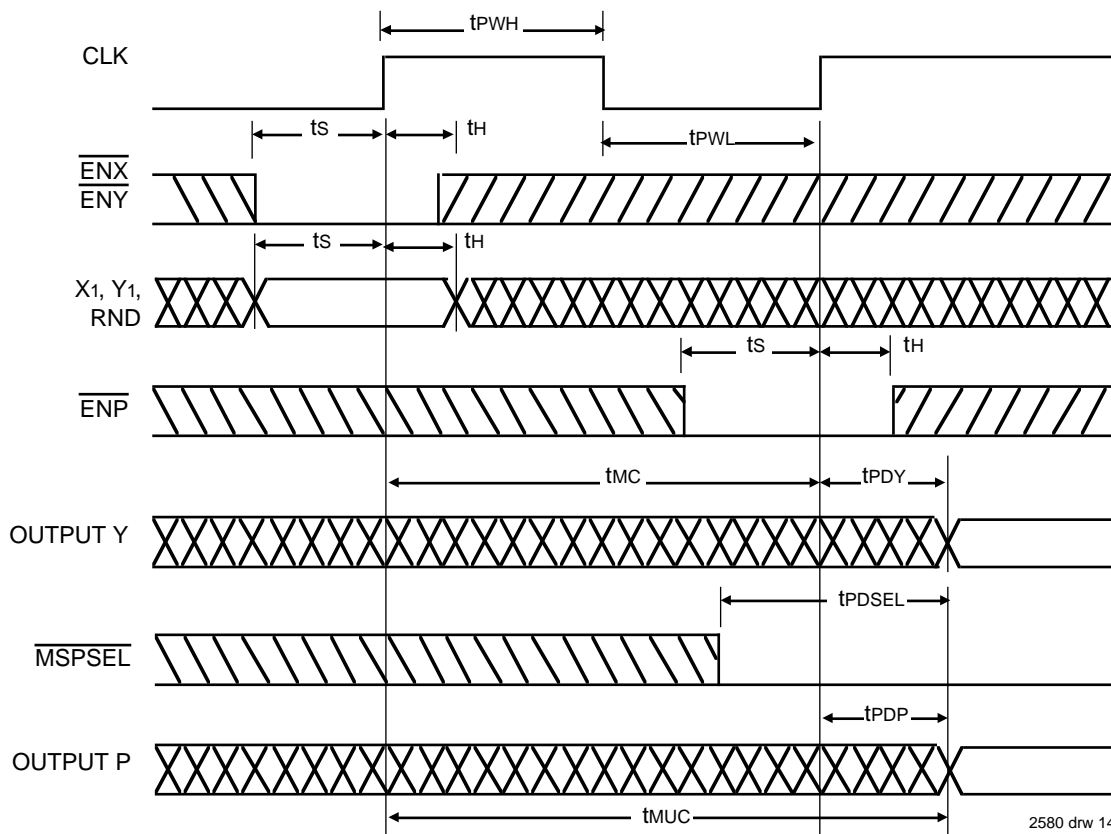 tPWH
CLK
tS
tH
tPWL
ENX
ENY
tS
tH
X1, Y1,
RND
tS
tH
ENP
tMC
tPDY
OUTPUT Y
tPDSEL
MSPSEL
tPDP
OUTPUT P
tMUC
2580 drw 14